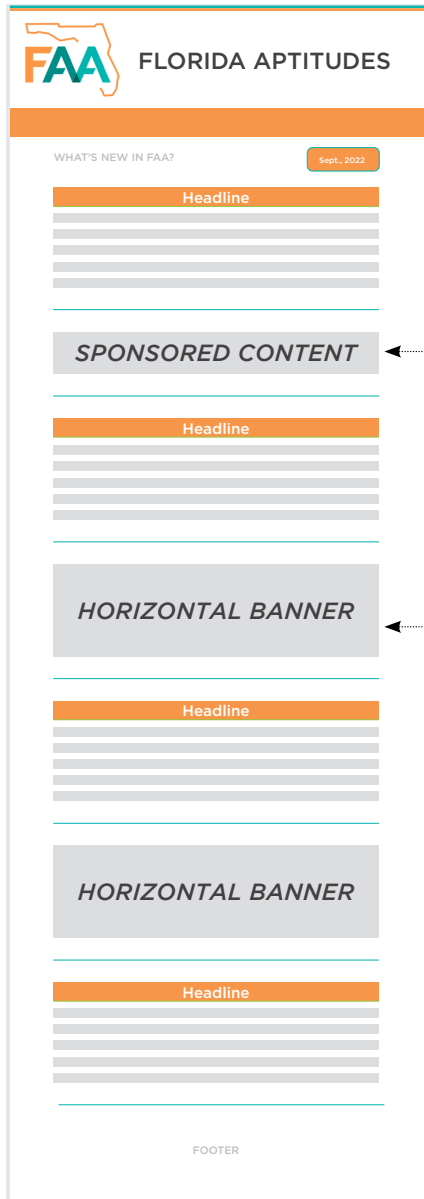 FAA
FLORIDA APTITUDES
WHAT'S NEW IN FAA?
Sept., 2022
Headline
SPONSORED CONTENT
Headline
HORIZONTAL BANNER
Headline
HORIZONTAL BANNER
Headline
FOOTER